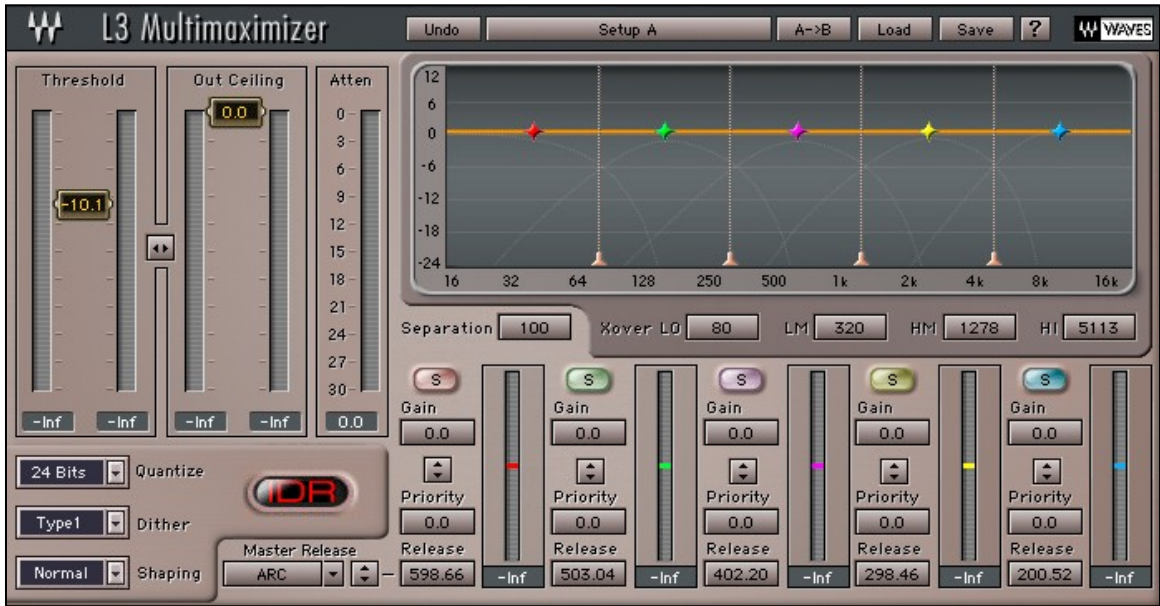 L3 Multimaximizer
Undo Setup A A->B Load Save ? WAVES
Threshold Out Ceiling Atten
0.0
-10.1
0
3
6
9
12
15
18
21
24
27
30
-Inf -Inf -Inf -Inf 0.0
12
6
0
-6
-12
-18
-24
16 32 64 128 250 500 1k 2k 4k 8k 16k
Separation 100 Xover LO 80 LM 320 HM 1278 HI 5113
S S S S S
Gain Gain Gain Gain Gain
0.0 0.0 0.0 0.0 0.0
Priority Priority Priority Priority Priority
0.0 0.0 0.0 0.0 0.0
Release Release Release Release Release
598.66 -Inf 503.04 -Inf 402.20 -Inf 298.46 -Inf 200.52 -Inf
24 Bits Quantize
IDR
Type1 Dither
Master Release
Normal Shaping ARC